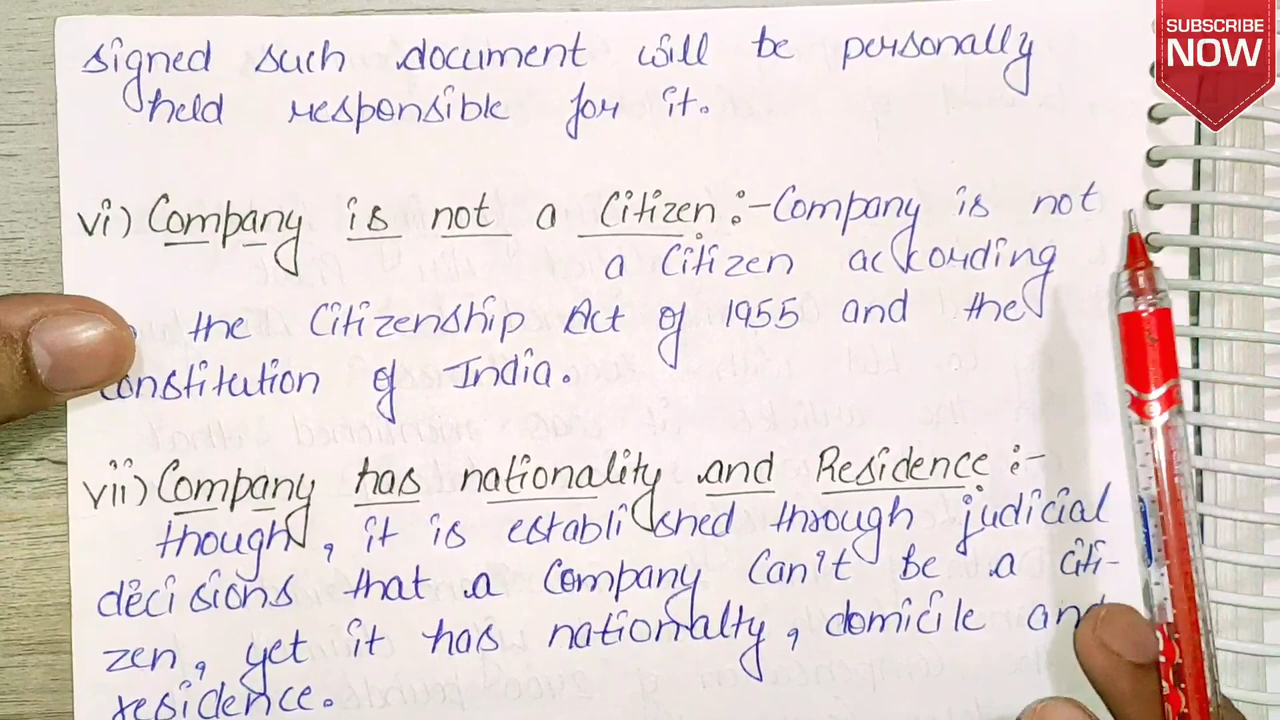 SUBSCRIBE
NOW
signed such document will be personally
held responsible for it.
vi) Company is not a Citizen :- Company is not
a Citizen according
the Citizenship Act of 1955 and the
constitution of India.
vii) Company has nationality and Residence :-
though, it is established through judicial
decisions that a Company Can't be a citi-
zen, yet it has nationalty, domicile and
residence.